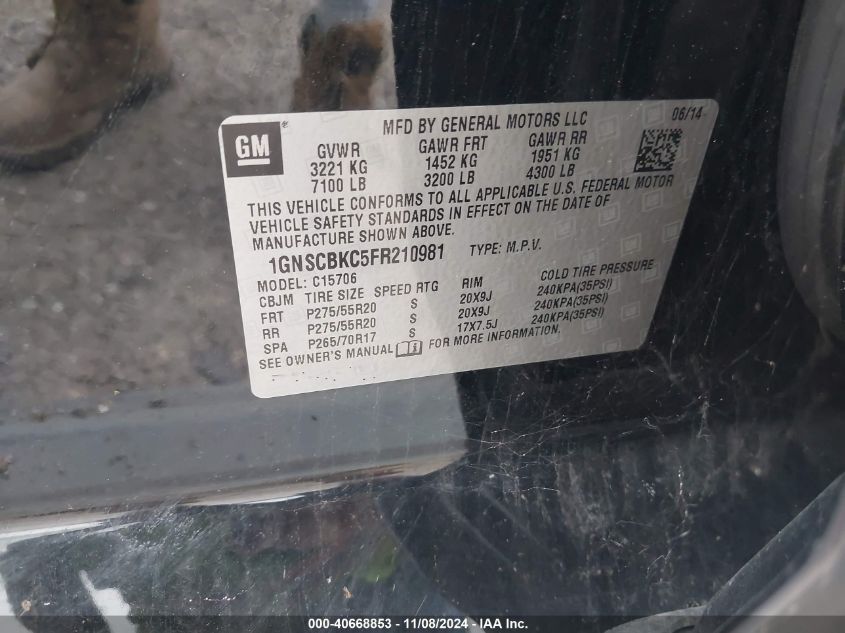 06/14
GM
MFD BY GENERAL MOTORS LLC
GVWR GAWR FRT GAWR RR
3221 KG 1452 KG 1951 KG
7100 LB 3200 LB 4300 LB
THIS VEHICLE CONFORMS TO ALL APPLICABLE U.S. FEDERAL MOTOR
VEHICLE SAFETY STANDARDS IN EFFECT ON THE DATE OF
MANUFACTURE SHOWN ABOVE.
1GNSCBKC5FR210981 TYPE: M.P.V.
MODEL: C15706
CBJM TIRE SIZE SPEED RTG RIM COLD TIRE PRESSURE
FRT P275/55R20 S 20X9J 240KPA(35PSI)
RR P275/55R20 S 20X9J 240KPA(35PSI)
SPA P265/70R17 S 17X7.5J 240KPA(35PSI)
SEE OWNER'S MANUAL FOR MORE INFORMATION.
000-40668853 - 11/08/2024 - IAA Inc.